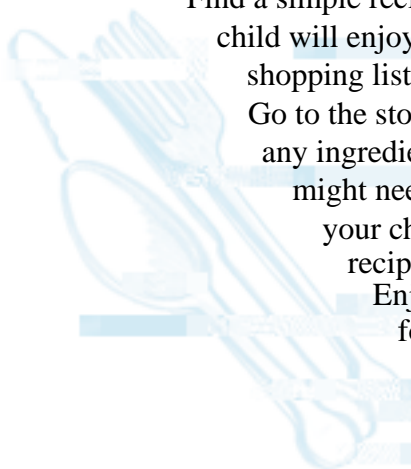 Find a simple reci
child will enjoy
shopping list
Go to the sto
any ingredie
might nee
your ch
recip
Enj
f